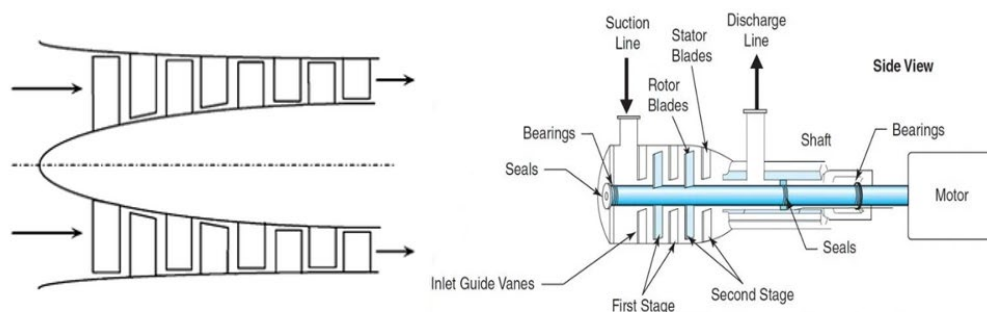 Suction
Line
Discharge
Line
Stator
Blades
Side View
Rotor
Blades
Bearings
Shaft
Bearings
Seals
Motor
Seals
Inlet Guide Vanes
First Stage
Second Stage